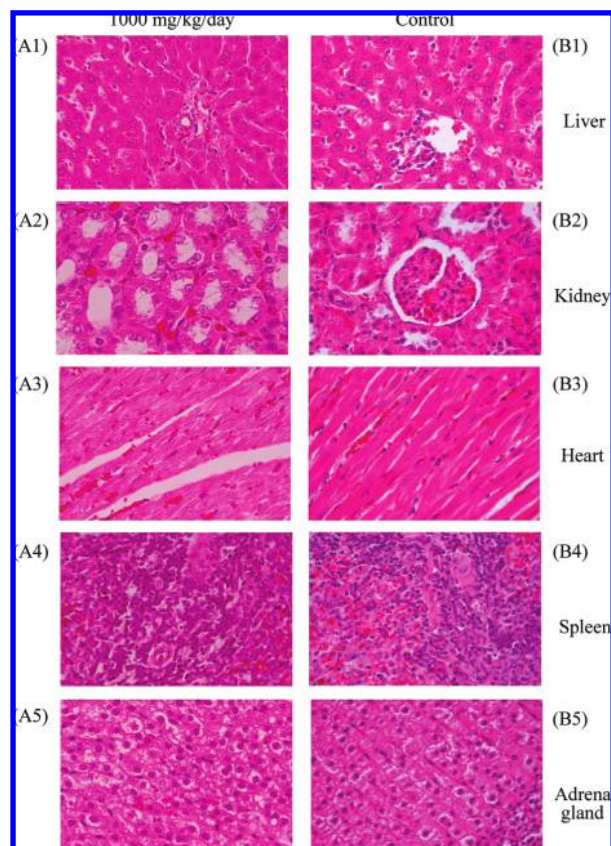 1000 mg/kg/day Control
(A1) (B1)
Liver
(A2) (B2)
Kidney
(A3) (B3)
Heart
(A4) (B4)
Spleen
(A5) (B5)
Adrena
gland